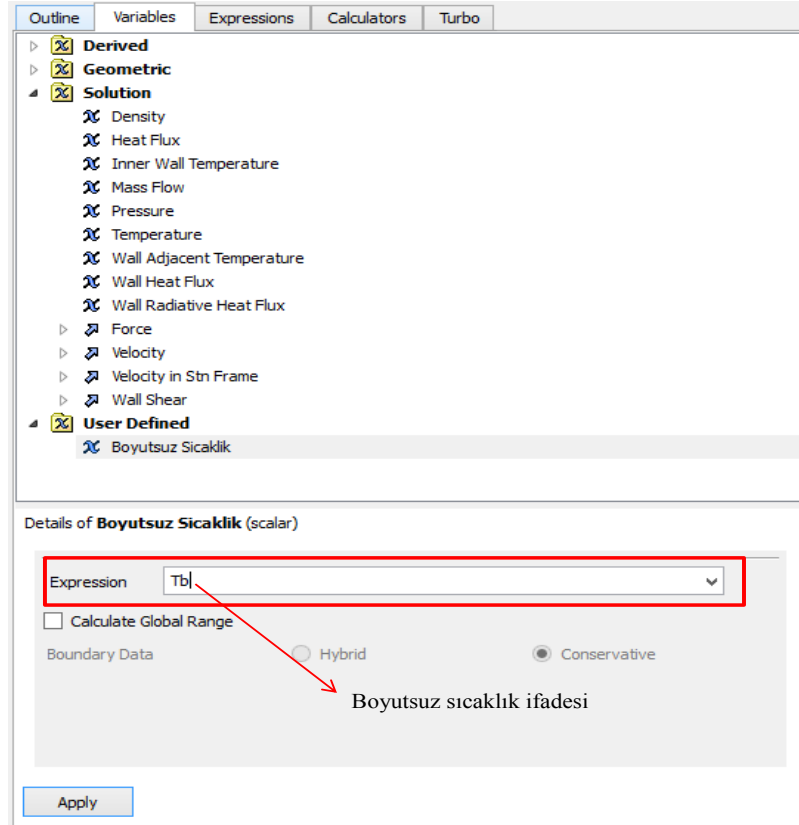 Outline Variables Expressions Calculators Turbo
Derived
Geometric
Solution
Density
Heat Flux
Inner Wall Temperature
Mass Flow
Pressure
Temperature
Wall Adjacent Temperature
Wall Heat Flux
Wall Radiative Heat Flux
Force
Velocity
Velocity in Stn Frame
Wall Shear
User Defined
Boyutsuz Sicaklik
Details of Boyutsuz Sicaklik (scalar)
Expression Tb
Calculate Global Range
Boundary Data Hybrid Conservative
Boyutsuz sıcaklık ifadesi
Apply